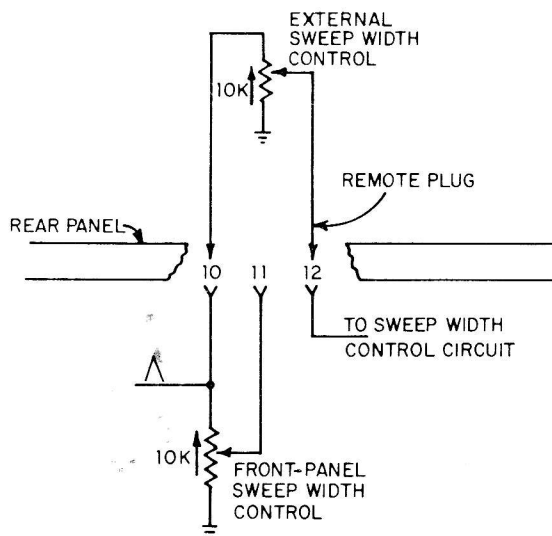 EXTERNAL
SWEEP WIDTH
CONTROL
10K
REMOTE PLUG
REAR PANEL
10 11 12
TO SWEEP WIDTH
CONTROL CIRCUIT
10K
FRONT-PANEL
SWEEP WIDTH
CONTROL